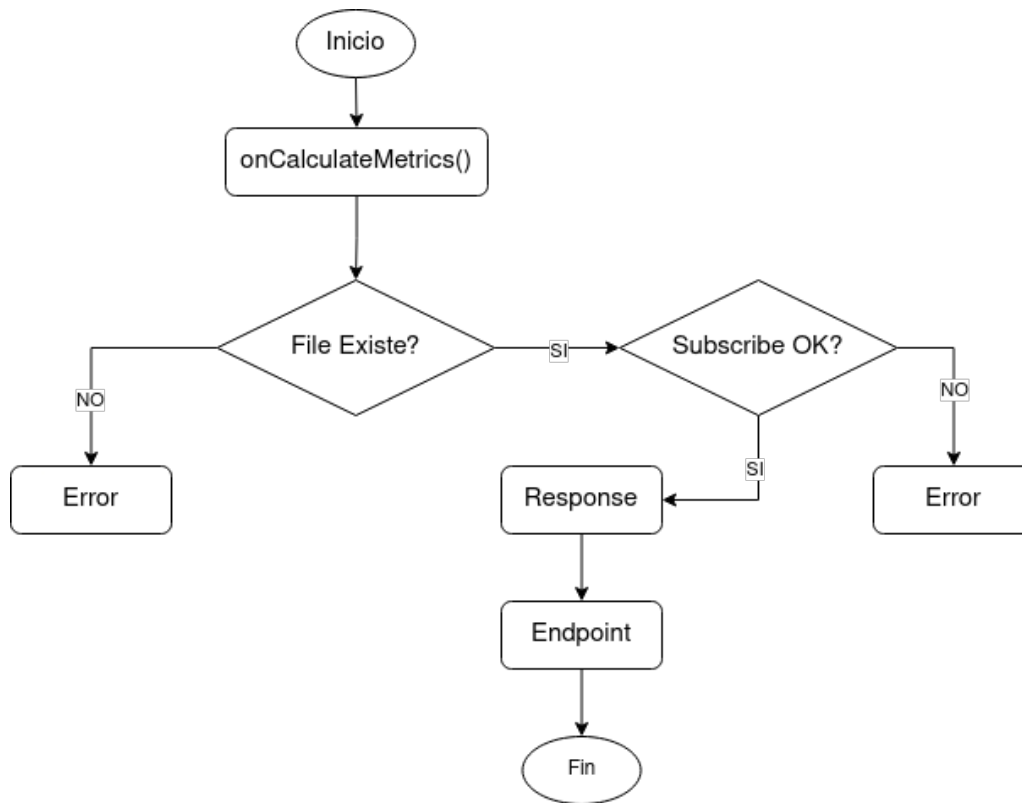 Inicio
onCalculateMetrics()
File Existe?
SI
Subscribe OK?
NO
NO
SI
Error
Response
Error
Endpoint
Fin